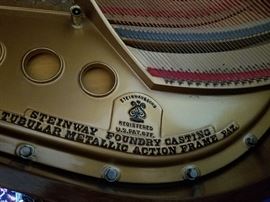 STEINWAY & SONS
REGISTERED
U.S. PAT. OFF.
STEINWAY FOUNDRY CASTING
TUBULAR METALLIC ACTION FRAME PAT.